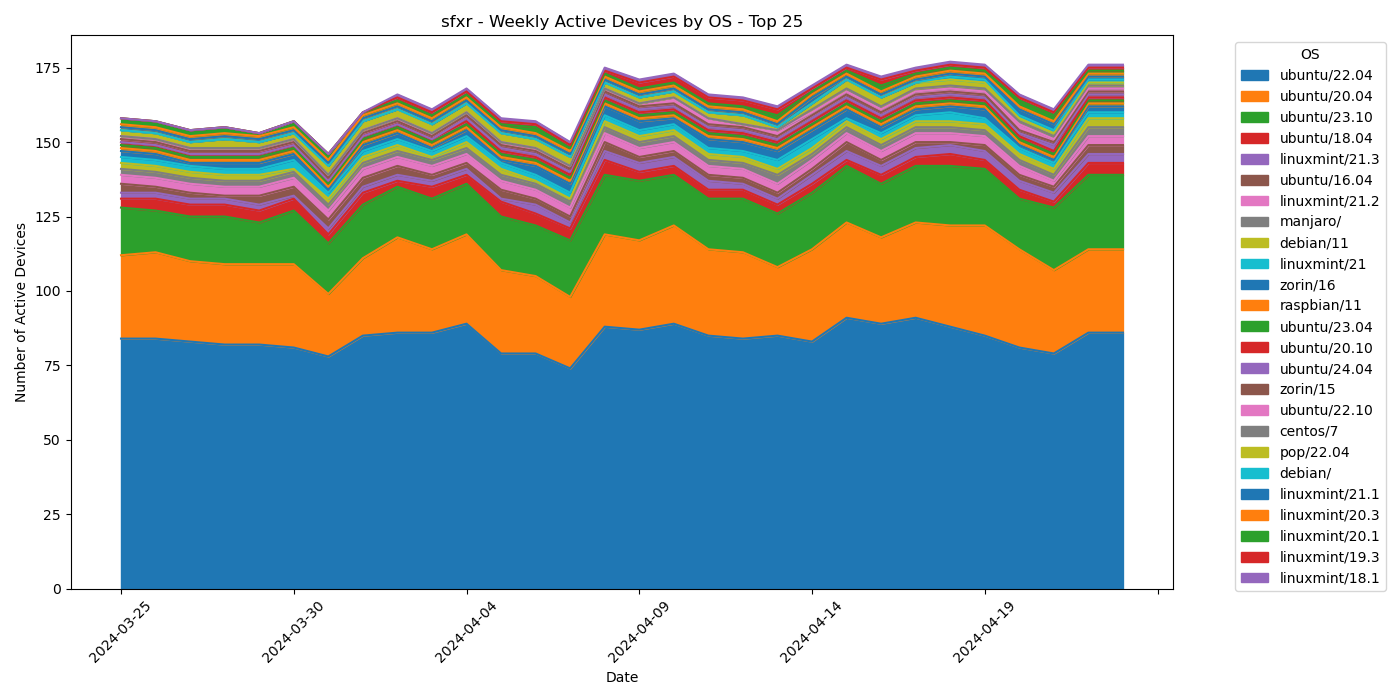 sfxr - Weekly Active Devices by OS - Top 25
Number of Active Devices
175
150
125
100
75
50
25
0
2024-03-25
2024-03-30
2024-04-04
2024-04-09
2024-04-14
2024-04-19
Date
OS
ubuntu/22.04
ubuntu/20.04
ubuntu/23.10
ubuntu/18.04
linuxmint/21.3
ubuntu/16.04
linuxmint/21.2
manjaro/
debian/11
linuxmint/21
zorin/16
raspbian/11
ubuntu/23.04
ubuntu/20.10
ubuntu/24.04
zorin/15
ubuntu/22.10
centos/7
pop/22.04
debian/
linuxmint/21.1
linuxmint/20.3
linuxmint/20.1
linuxmint/19.3
linuxmint/18.1